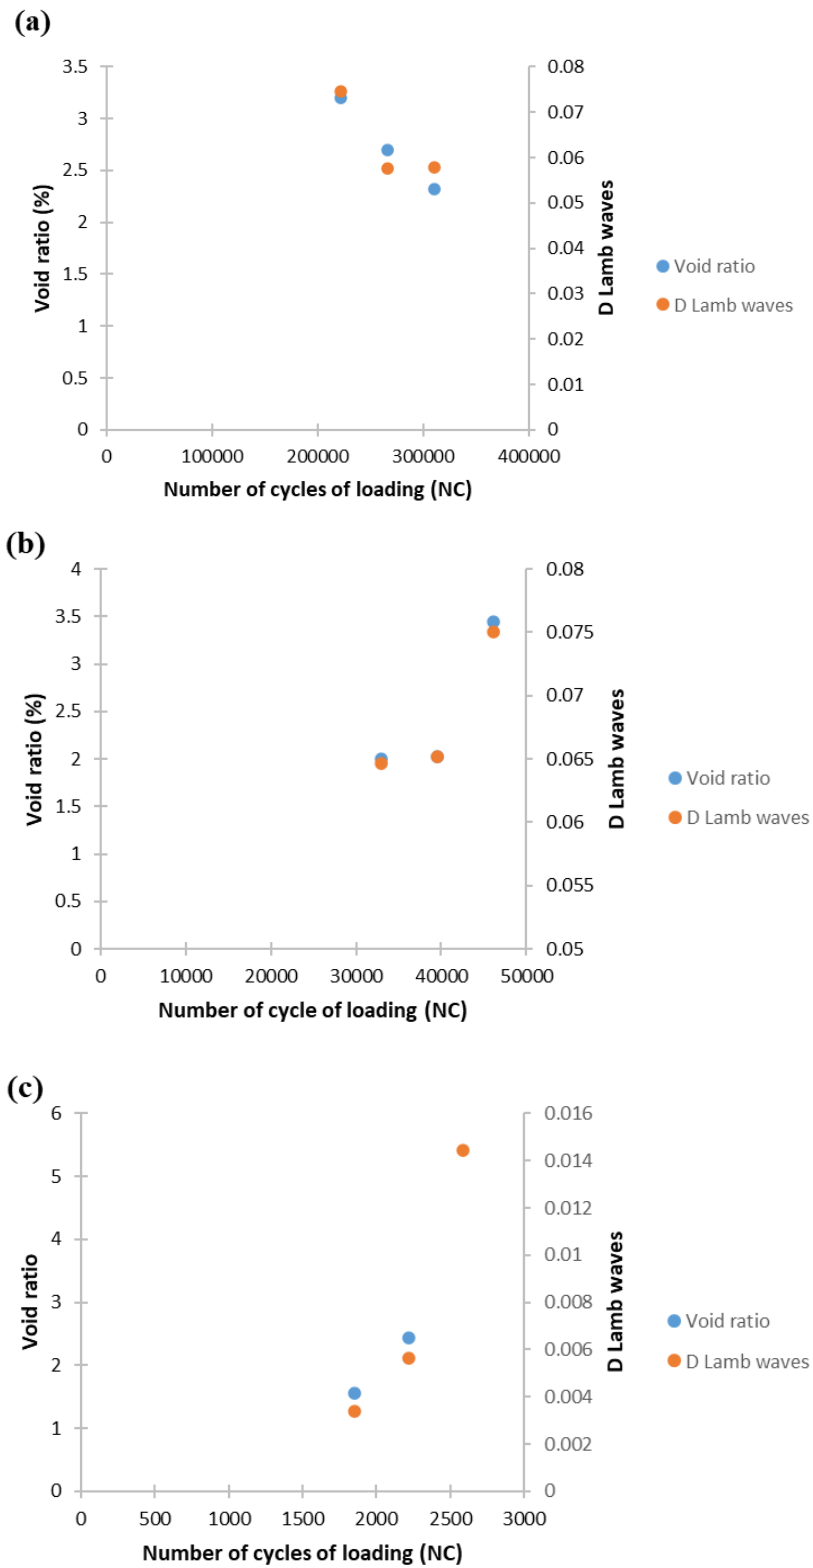 (a)
3.5
3
2.5
2
1.5
1
0.5
0
Void ratio (%)
0.08
0.07
0.06
0.05
0.04
0.03
0.02
0.01
0
D Lamb waves
0 100000 200000 300000 400000
Number of cycles of loading (NC)
Void ratio
D Lamb waves
(b)
4
3.5
3
2.5
2
1.5
1
0.5
0
Void ratio (%)
0.08
0.075
0.07
0.065
0.06
0.055
0.05
D Lamb waves
0 10000 20000 30000 40000 50000
Number of cycle of loading (NC)
Void ratio
D Lamb waves
(c)
6
5
4
3
2
1
0
Void ratio
0.016
0.014
0.012
0.01
0.008
0.006
0.004
0.002
0
D Lamb waves
0 500 1000 1500 2000 2500 3000
Number of cycles of loading (NC)
Void ratio
D Lamb waves